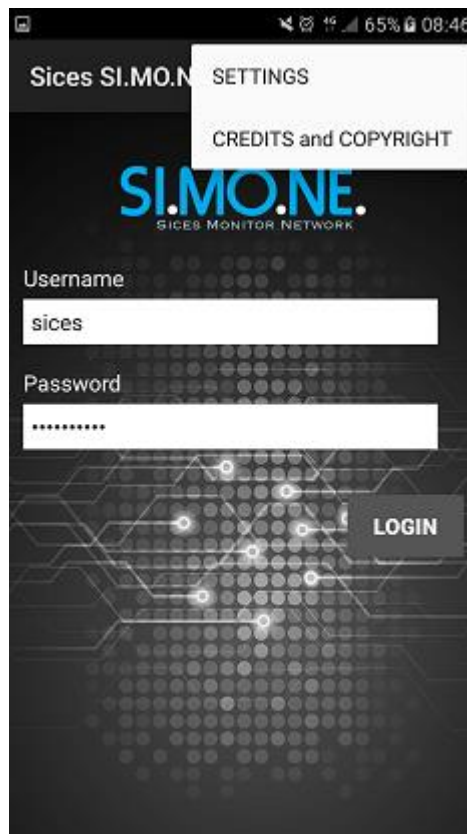 4G 65% 08:46
Sices SI.MO.N
SETTINGS
CREDITS and COPYRIGHT
SI.MO.NE.
SICES MONITOR NETWORK
Username
sices
Password
••••••••••
LOGIN